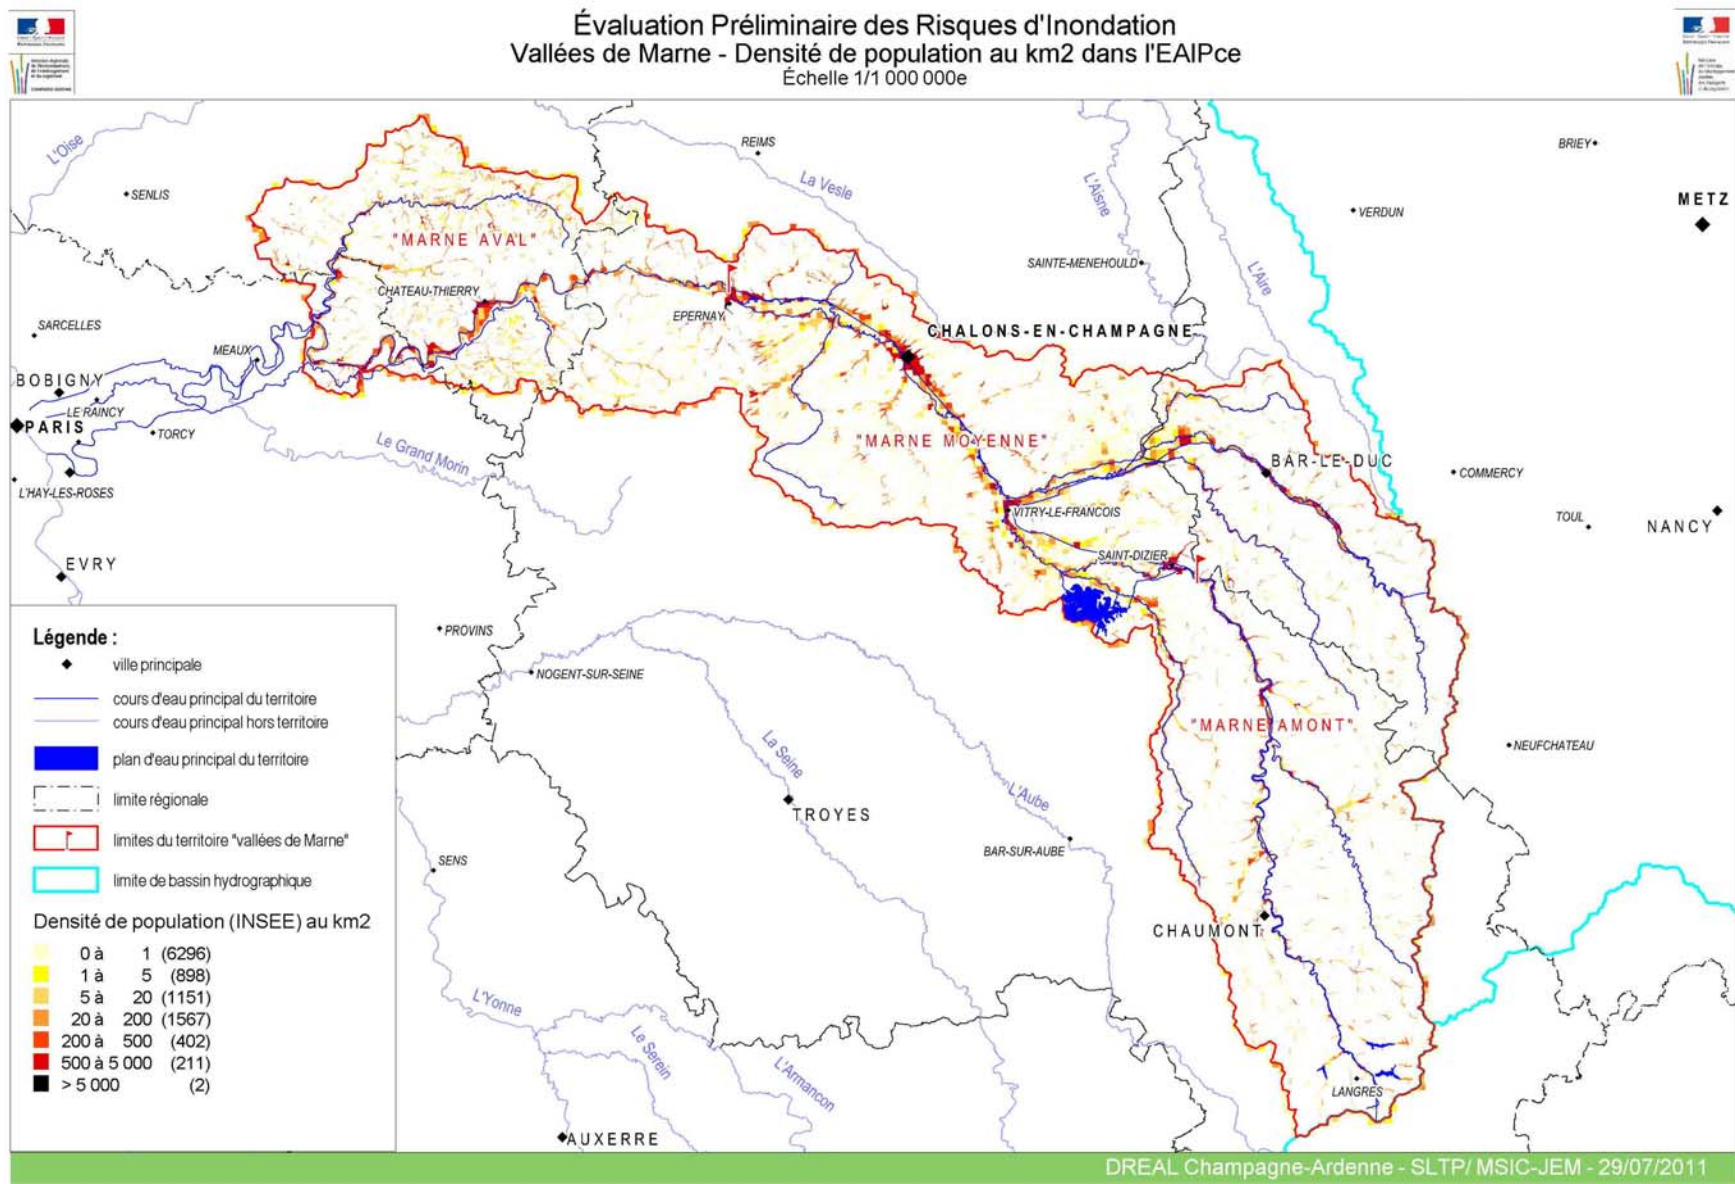 Évaluation Préliminaire des Risques d'Inondation
Vallées de Marne - Densité de population au km2 dans l'EAIPce
Échelle 1/1 000 000e
L'Oise
SENLIS
REIMS
La Vesle
L'Aisne
BRIEY
METZ
VERDUN
"MARNE AVAL"
SAINTE-MENEHOULD
L'Aire
CHATEAU-THIERRY
EPERNAY
CHALONS-EN-CHAMPAGNE
SARCELLES
MEAUX
BOBIGNY
LE RAINCY
PARIS
TORCY
Le Grand Morin
"MARNE MOYENNE"
BAR-LE-DUC
COMMERCY
L'HAY-LES-ROSES
VITRY-LE-FRANCOIS
TOUL
NANCY
SAINT-DIZIER
EVRY
PROVINS
NOGENT-SUR-SEINE
"MARNE AMONT"
La Seine
NEUFCHATEAU
L'Aube
TROYES
BAR-SUR-AUBE
SENS
CHAUMONT
L'Yonne
Le Serein
L'Armancon
LANGRES
AUXERRE
Légende :
ville principale
cours d'eau principal du territoire
cours d'eau principal hors territoire
plan d'eau principal du territoire
limite régionale
limites du territoire "vallées de Marne"
limite de bassin hydrographique
Densité de population (INSEE) au km2
0 à 1 (6296)
1 à 5 (898)
5 à 20 (1151)
20 à 200 (1567)
200 à 500 (402)
500 à 5 000 (211)
> 5 000 (2)
DREAL Champagne-Ardenne - SLTP/ MSIC-JEM - 29/07/2011